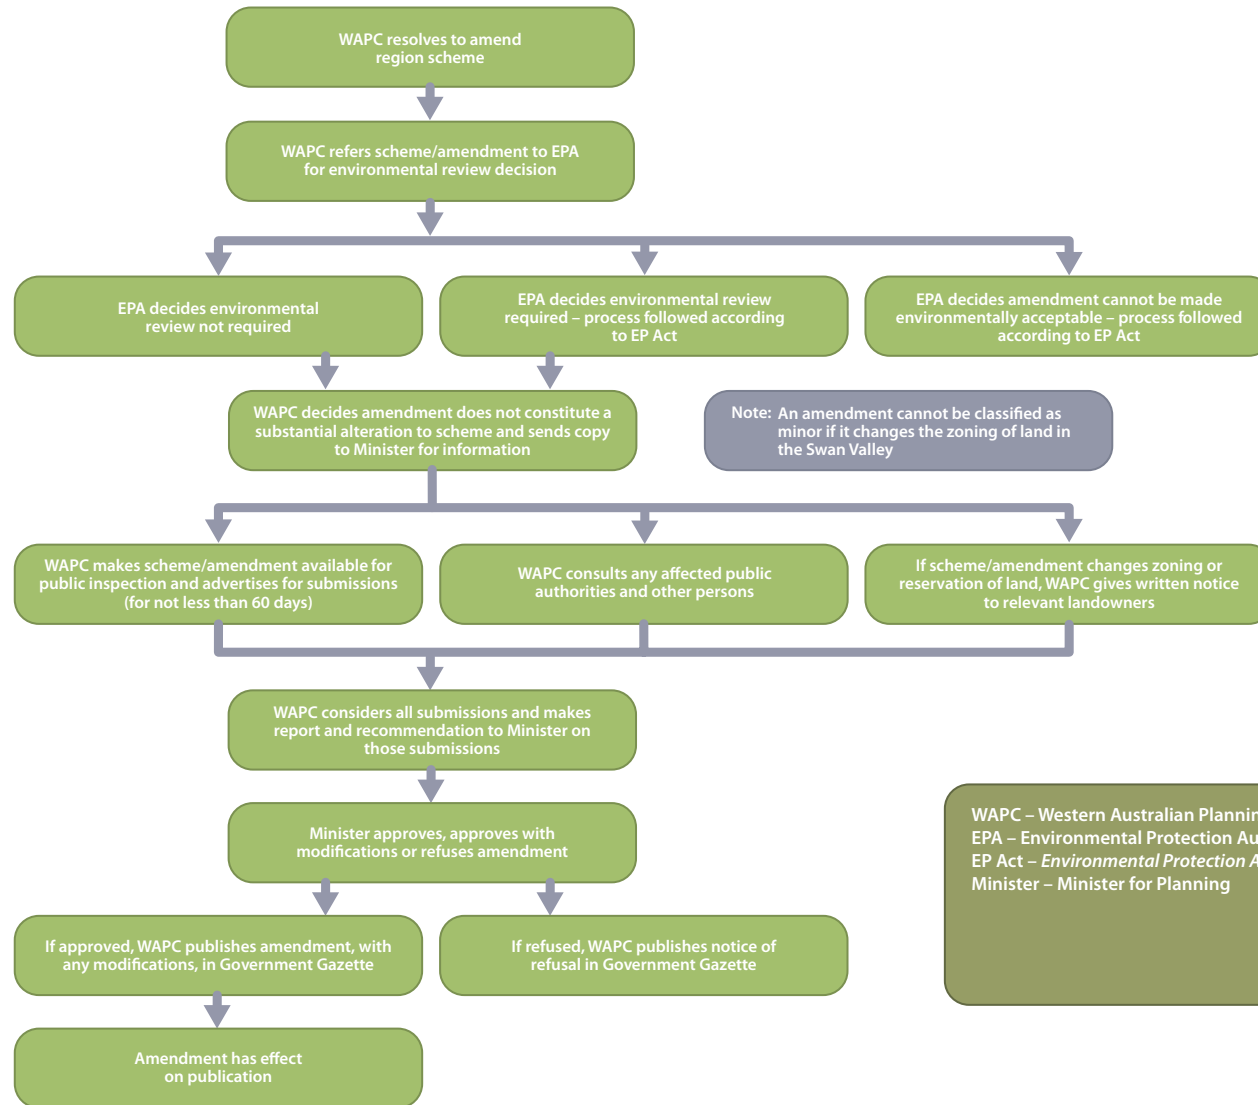 WAPC resolves to amend
region scheme
WAPC refers scheme/amendment to EPA
for environmental review decision
EPA decides environmental
review not required
EPA decides environmental review
required – process followed according
to EP Act
EPA decides amendment cannot be made
environmentally acceptable – process followed
according to EP Act
WAPC decides amendment does not constitute a
substantial alteration to scheme and sends copy
to Minister for information
Note: An amendment cannot be classified as
minor if it changes the zoning of land in
the Swan Valley
WAPC makes scheme/amendment available for
public inspection and advertises for submissions
(for not less than 60 days)
WAPC consults any affected public
authorities and other persons
If scheme/amendment changes zoning or
reservation of land, WAPC gives written notice
to relevant landowners
WAPC considers all submissions and makes
report and recommendation to Minister on
those submissions
Minister approves, approves with
modifications or refuses amendment
If approved, WAPC publishes amendment, with
any modifications, in Government Gazette
If refused, WAPC publishes notice of
refusal in Government Gazette
Amendment has effect
on publication
WAPC – Western Australian Plannin
EPA – Environmental Protection Au
EP Act – Environmental Protection A
Minister – Minister for Planning